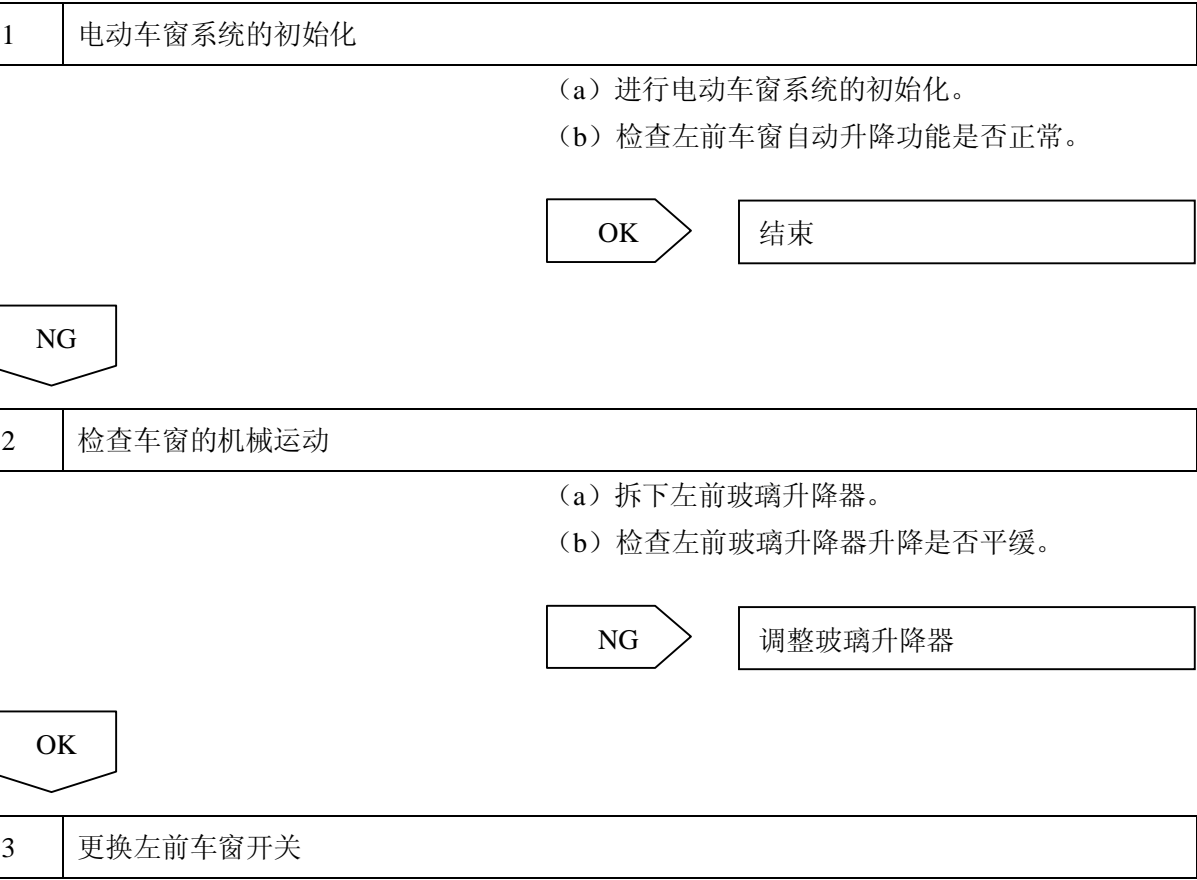 1 电动车窗系统的初始化
（a）进行电动车窗系统的初始化。
（b）检查左前车窗自动升降功能是否正常。
OK 结束
NG
2 检查车窗的机械运动
（a）拆下左前玻璃升降器。
（b）检查左前玻璃升降器升降是否平缓。
NG 调整玻璃升降器
OK
3 更换左前车窗开关